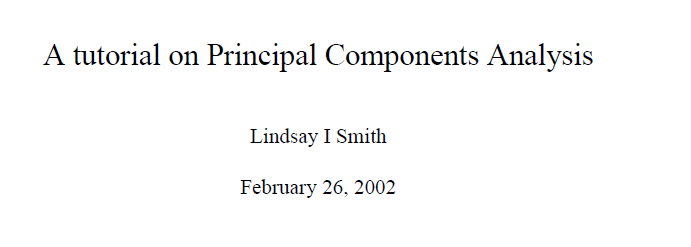 A tutorial on Principal Components Analysis
Lindsay I Smith
February 26, 2002